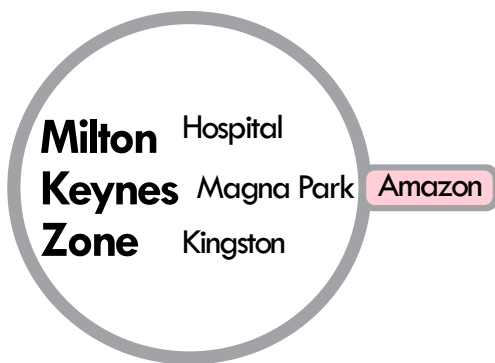 Milton
Keynes
Zone
Hospital
Magna Park
Kingston
Amazon